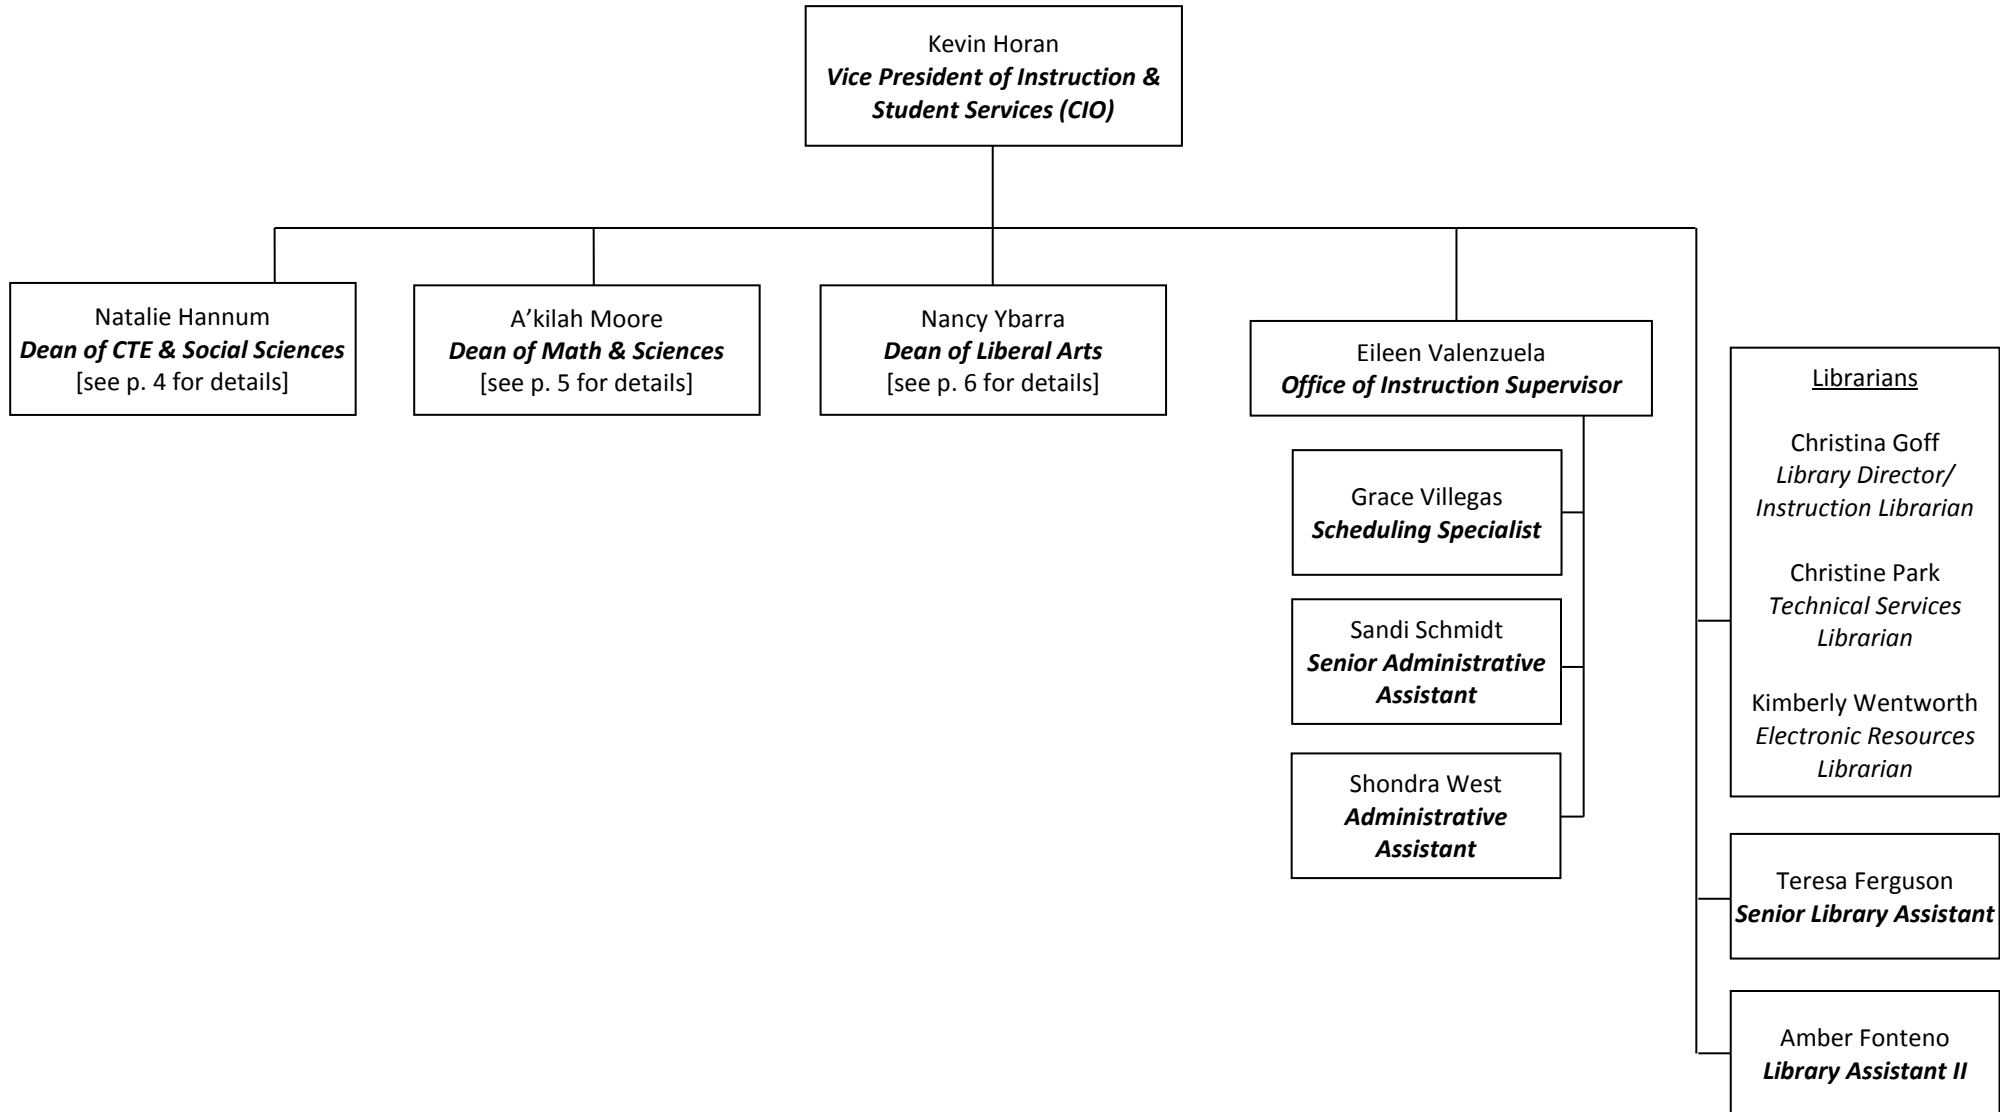 Kevin Horan
Vice President of Instruction &
Student Services (CIO)
Natalie Hannum
Dean of CTE & Social Sciences
[see p. 4 for details]
A’kilah Moore
Dean of Math & Sciences
[see p. 5 for details]
Nancy Ybarra
Dean of Liberal Arts
[see p. 6 for details]
Eileen Valenzuela
Office of Instruction Supervisor
Grace Villegas
Scheduling Specialist
Sandi Schmidt
Senior Administrative
Assistant
Shondra West
Administrative
Assistant
Librarians
Christina Goff
Library Director/
Instruction Librarian
Christine Park
Technical Services
Librarian
Kimberly Wentworth
Electronic Resources
Librarian
Teresa Ferguson
Senior Library Assistant
Amber Fonteno
Library Assistant II